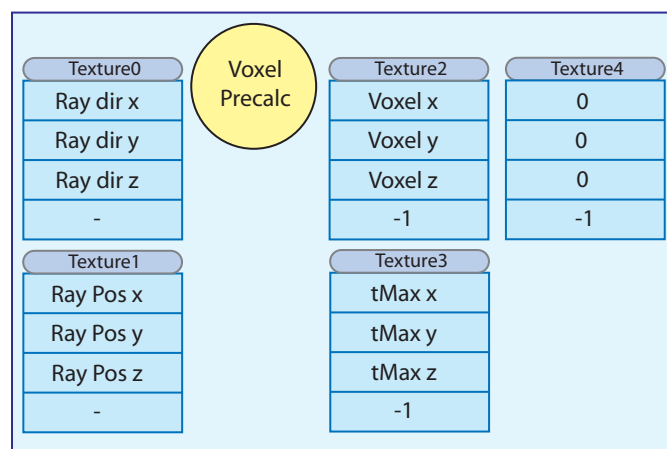 Texture0
Ray dir x
Ray dir y
Ray dir z
-
Texture1
Ray Pos x
Ray Pos y
Ray Pos z
-
Voxel
Precalc
Texture2
Voxel x
Voxel y
Voxel z
-1
Texture3
tMax x
tMax y
tMax z
-1
Texture4
0
0
0
-1